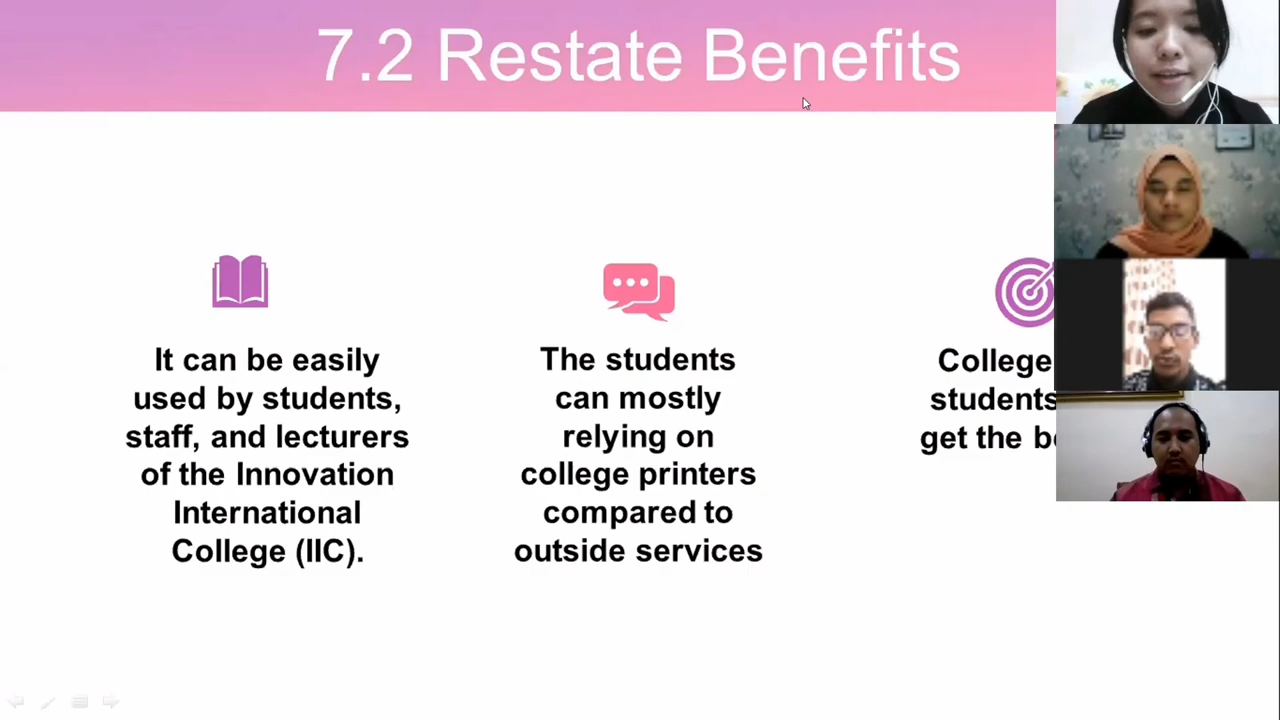 7.2 Restate Benefits
It can be easily
used by students,
staff, and lecturers
of the Innovation
International
College (IIC).
The students
can mostly
relying on
college printers
compared to
outside services
College
students
get the